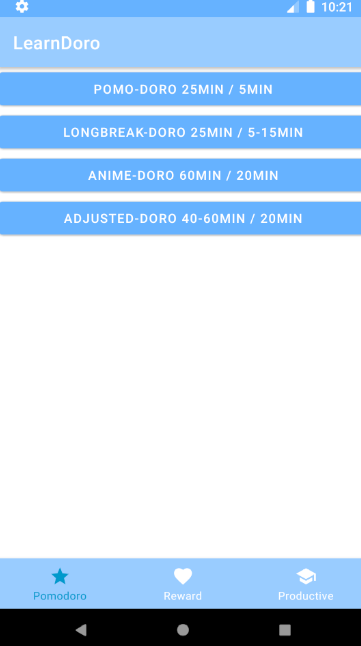 10:21
LearnDoro
POMO-DORO 25MIN / 5MIN
LONGBREAK-DORO 25MIN / 5-15MIN
ANIME-DORO 60MIN / 20MIN
ADJUSTED-DORO 40-60MIN / 20MIN
Pomodoro Reward Productive